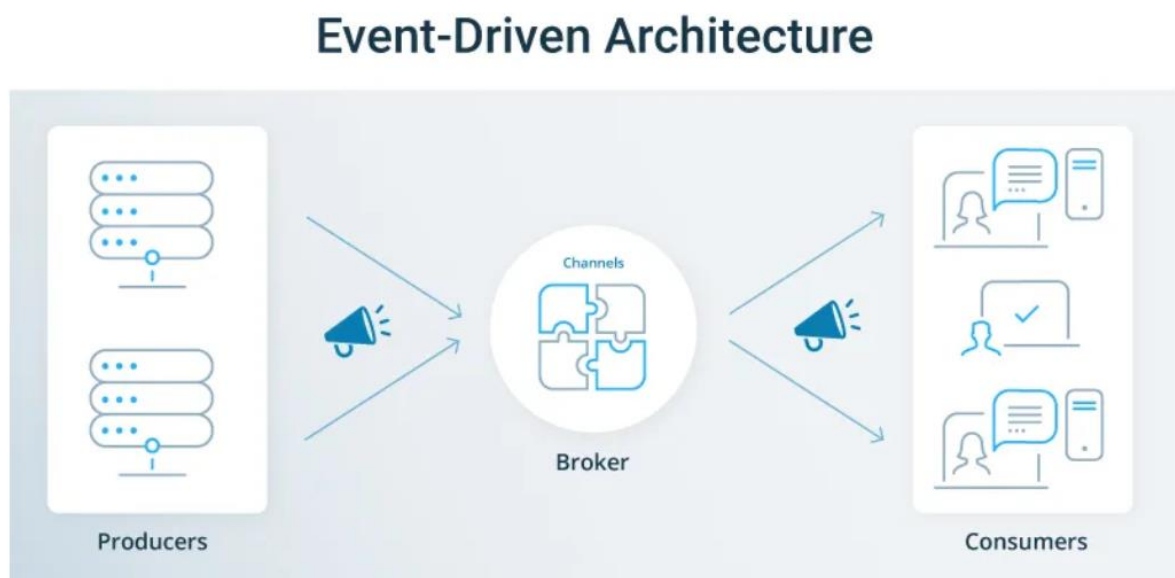 Event-Driven Architecture
Channels
Broker
Producers
Consumers